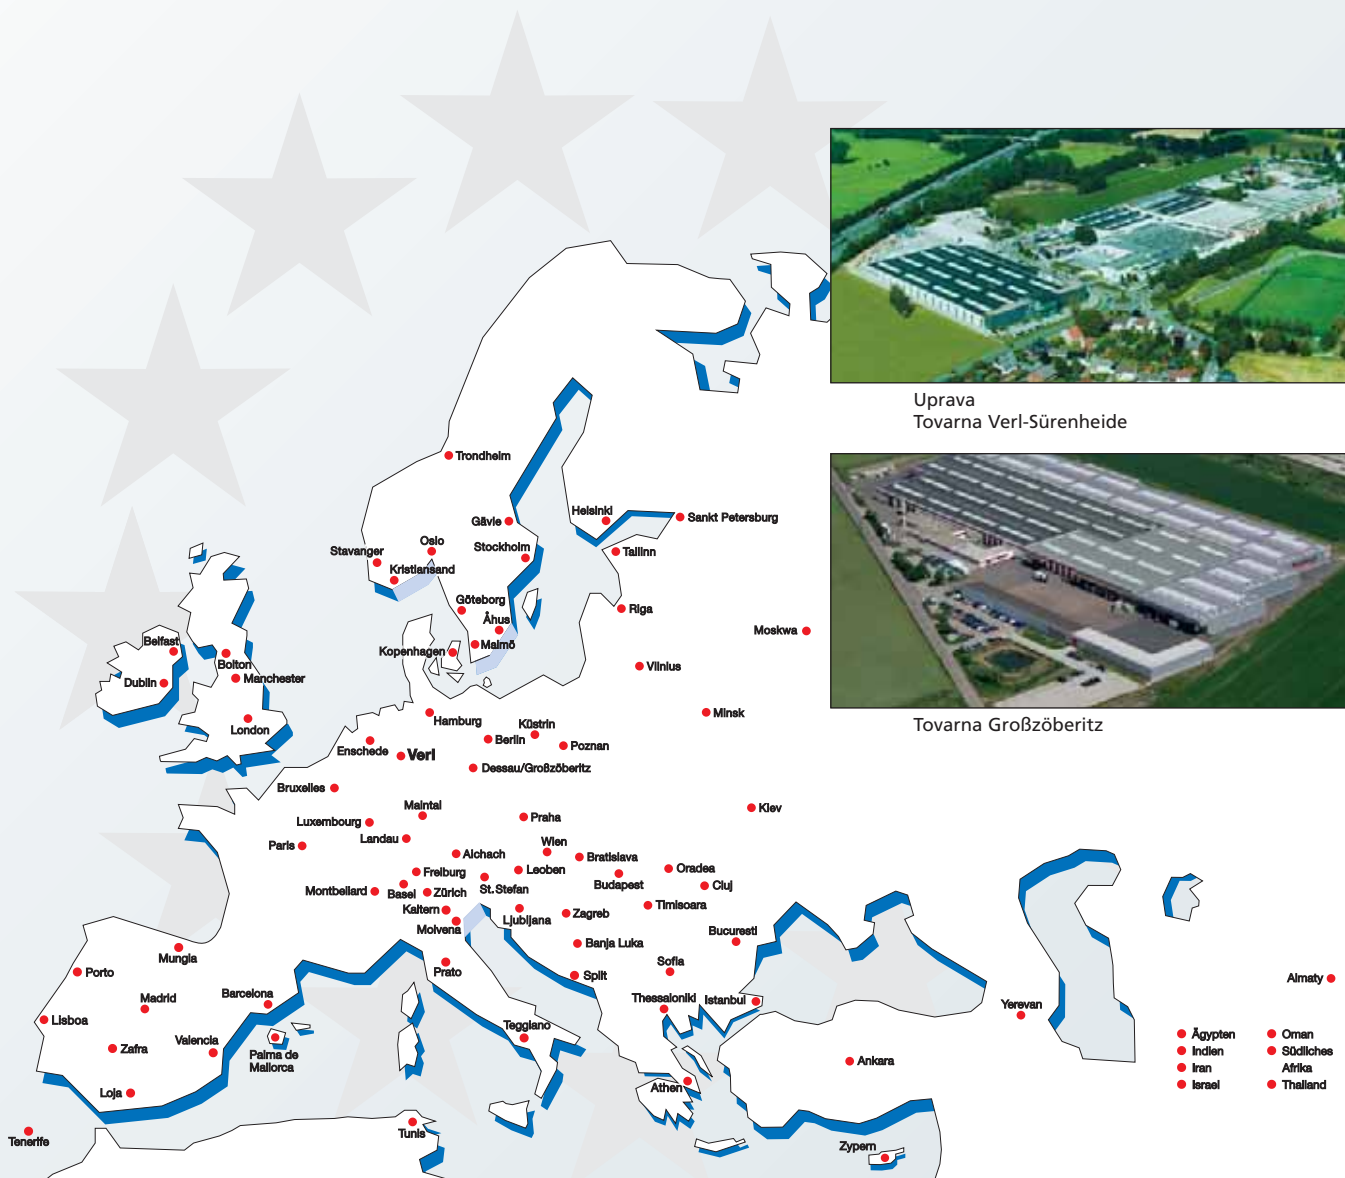 Uprava
Tovarna Verl-Sürenheide
Trondheim
Tovarna Großzöberitz
Helsinki
Sankt Petersburg
Gävle
Oslo
Stockholm
Stavanger
Tallinn
Kristiansand
Göteborg
Riga
Åhus
Moskwa
Belfast
Malmö
Kopenhagen
Bolton
Vilnius
Manchester
Dublin
Minsk
Hamburg
Küstrin
London
Berlin
Poznan
Enschede
Verl
Dessau/Großzöberitz
Bruxelles
Maintal
Kiev
Luxembourg
Praha
Landau
Paris
Wien
Aichach
Bratislava
Freiburg
Leoben
Oradea
Budapest
Cluj
Montbeliard
Basel
Zürich
St. Stefan
Kaltern
Timisoara
Ljubljana
Zagreb
Molvena
Bucuresti
Mungia
Banja Luka
Porto
Prato
Sofia
Split
Almaty
Barcelona
Madrid
Thessaloniki
Istanbul
Yerevan
Lisboa
Teggiano
Valencia
Zafra
Palma de
Mallorca
Ankara
Athen
Loja
Ägypten
Indien
Iran
Israel
Oman
Südliches
Afrika
Thailand
Tenerife
Tunis
Zypern